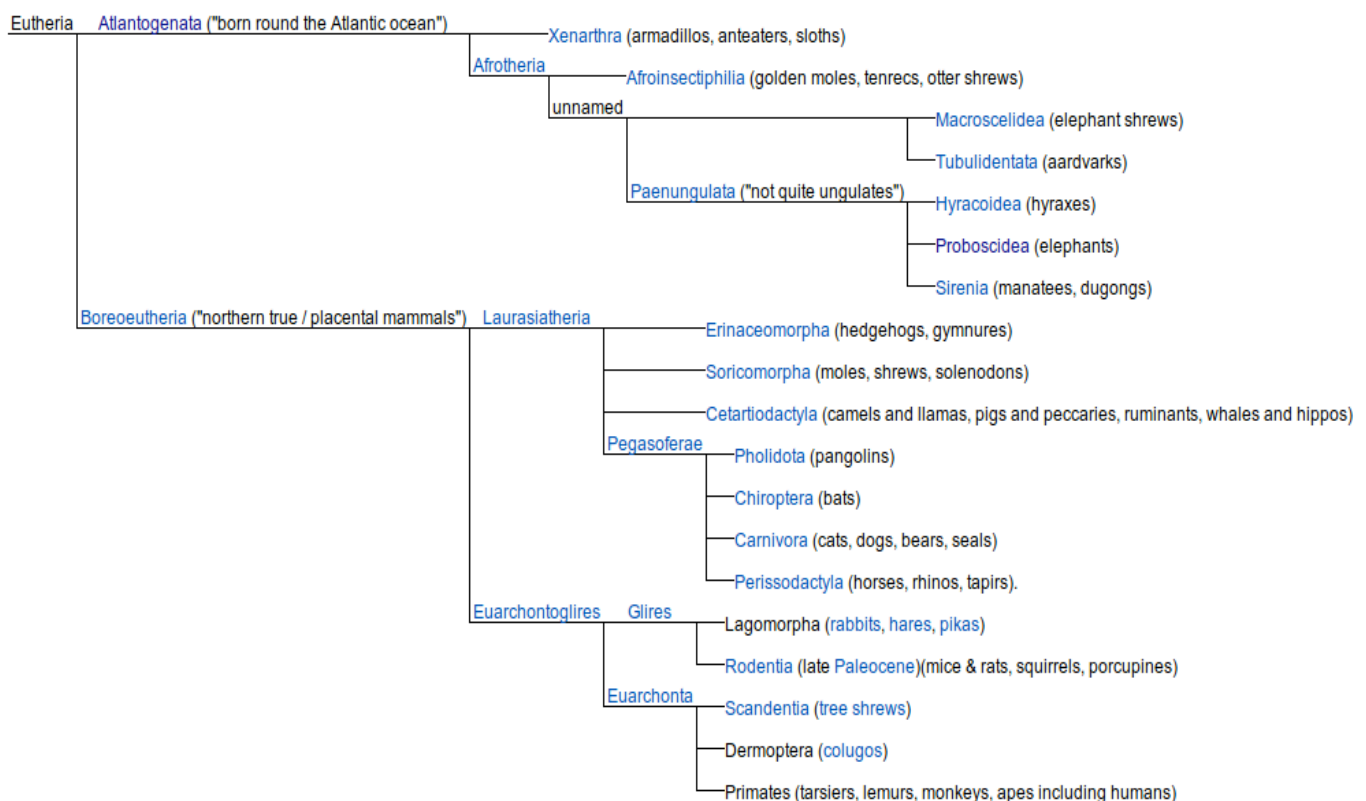 Eutheria Atlantogenata ("born round the Atlantic ocean")
Xenarthra (armadillos, anteaters, sloths)
Afrotheria
Afroinsectiphilia (golden moles, tenrecs, otter shrews)
unnamed
Macroscelidea (elephant shrews)
Tubulidentata (aardvarks)
Paenungulata ("not quite ungulates")
Hyracoidea (hyraxes)
Proboscidea (elephants)
Sirenia (manatees, dugongs)
Boreoeutheria ("northern true / placental mammals") Laurasiatheria
Erinaceomorpha (hedgehogs, gymnures)
Soricomorpha (moles, shrews, solenodons)
Cetartiodactyla (camels and llamas, pigs and peccaries, ruminants, whales and hippos)
Pegasoferae
Pholidota (pangolins)
Chiroptera (bats)
Carnivora (cats, dogs, bears, seals)
Perissodactyla (horses, rhinos, tapirs).
Euarchontoglires Glires
Lagomorpha (rabbits, hares, pikas)
Rodentia (late Paleocene)(mice & rats, squirrels, porcupines)
Euarchonta
Scandentia (tree shrews)
Dermoptera (colugos)
Primates (tarsiers, lemurs, monkeys, apes including humans)